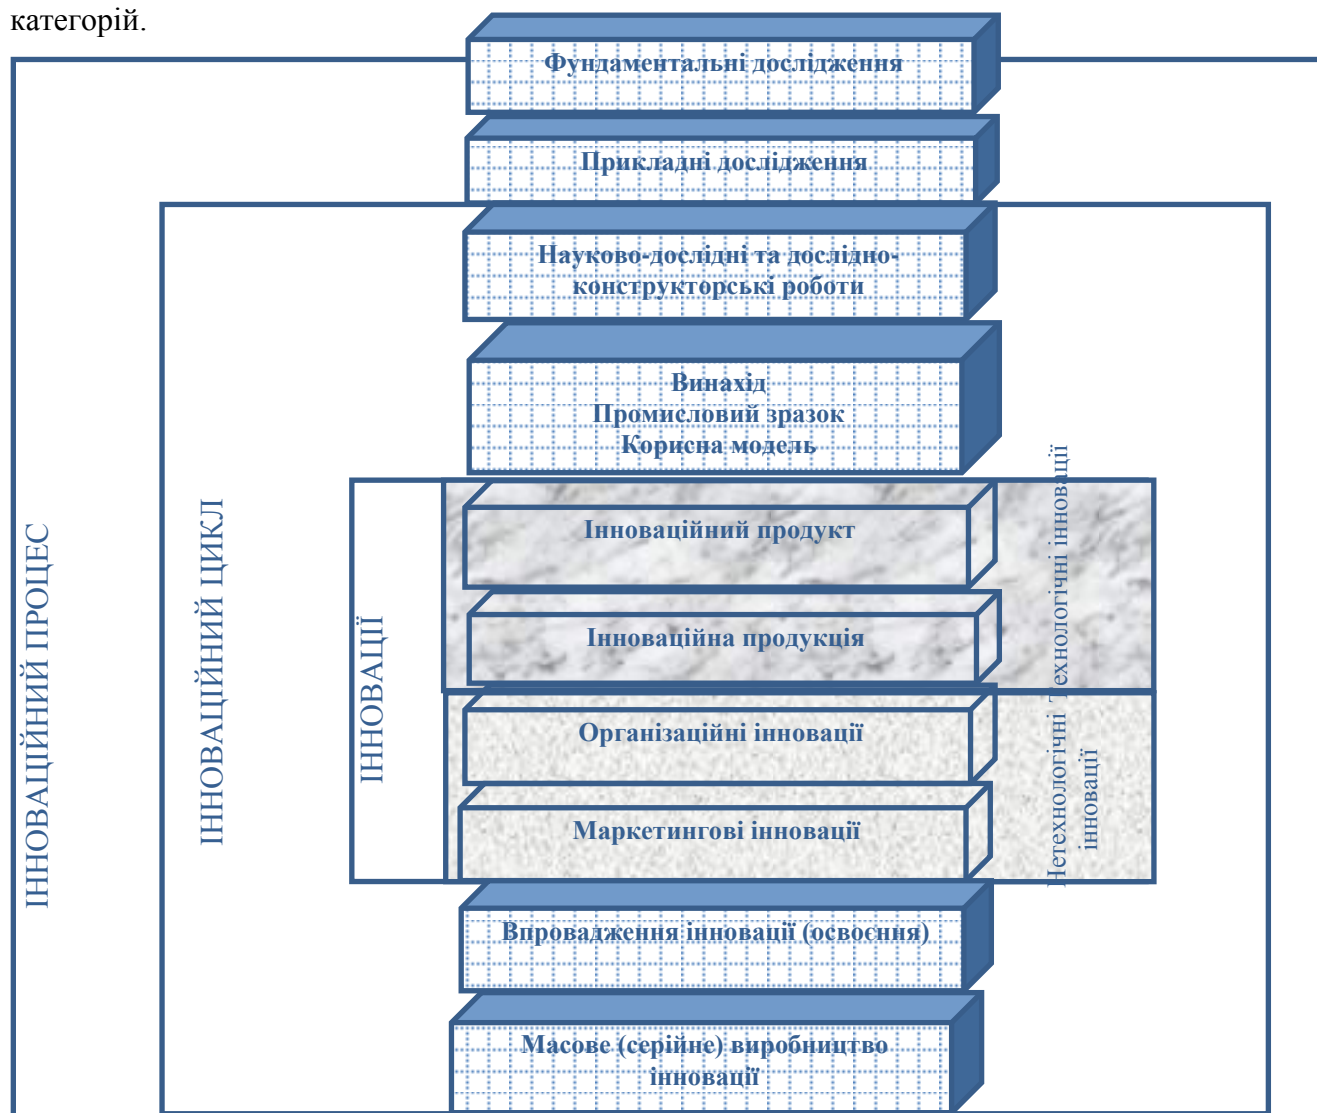 категорій.
Фундаментальні дослідження
Прикладні дослідження
Науково-дослідні та дослідно-
конструкторські роботи
Винахід
Промисловий зразок
Корисна модель
ІННОВАЦІЙНИЙ ПРОЦЕС
ІННОВАЦІЙНИЙ ЦИКЛ
ІННОВАЦІЇ
Інноваційний продукт
Інноваційна продукція
Технологічні інновації
Організаційні інновації
Маркетингові інновації
Нетехнологічні
інновації
Впровадження інновації (освоєння)
Масове (серійне) виробництво
інновації